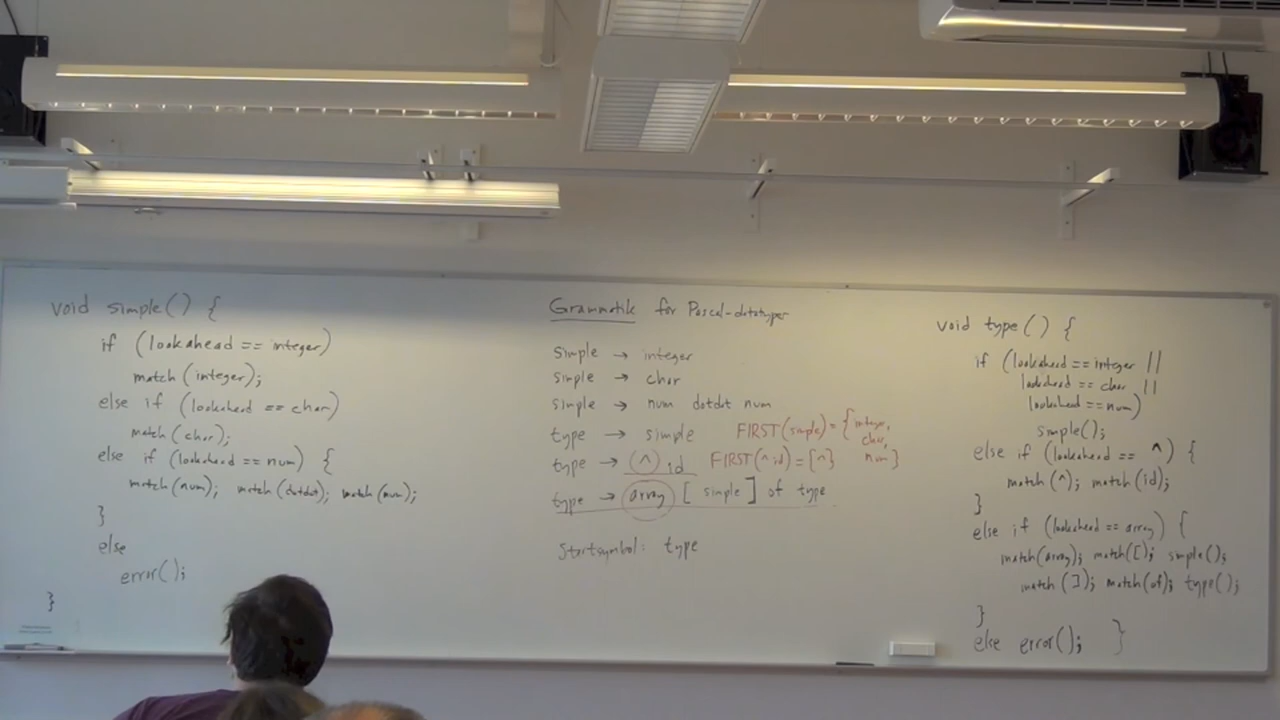 void simple() {
if (lookahead == integer)
match(integer);
else if (lookahead == char)
match(char);
else if (lookahead == num) {
match(num); match(dotdot); match(num);
}
else
error();
}
Grammatik for Pascal-datatyper
simple → integer
simple → char
simple → num dotdot num
type → simple FIRST(simple) = {integer,
char,
num}
type → ^ id FIRST(^ id) = {^}
type → array [ simple ] of type
Startsymbol: type
void type() {
if (lookahead == integer ||
lookahead == char ||
lookahead == num)
simple();
else if (lookahead == ^) {
match(^); match(id);
}
else if (lookahead == array) {
match(array); match([); simple();
match(]); match(of); type();
}
else error(); }